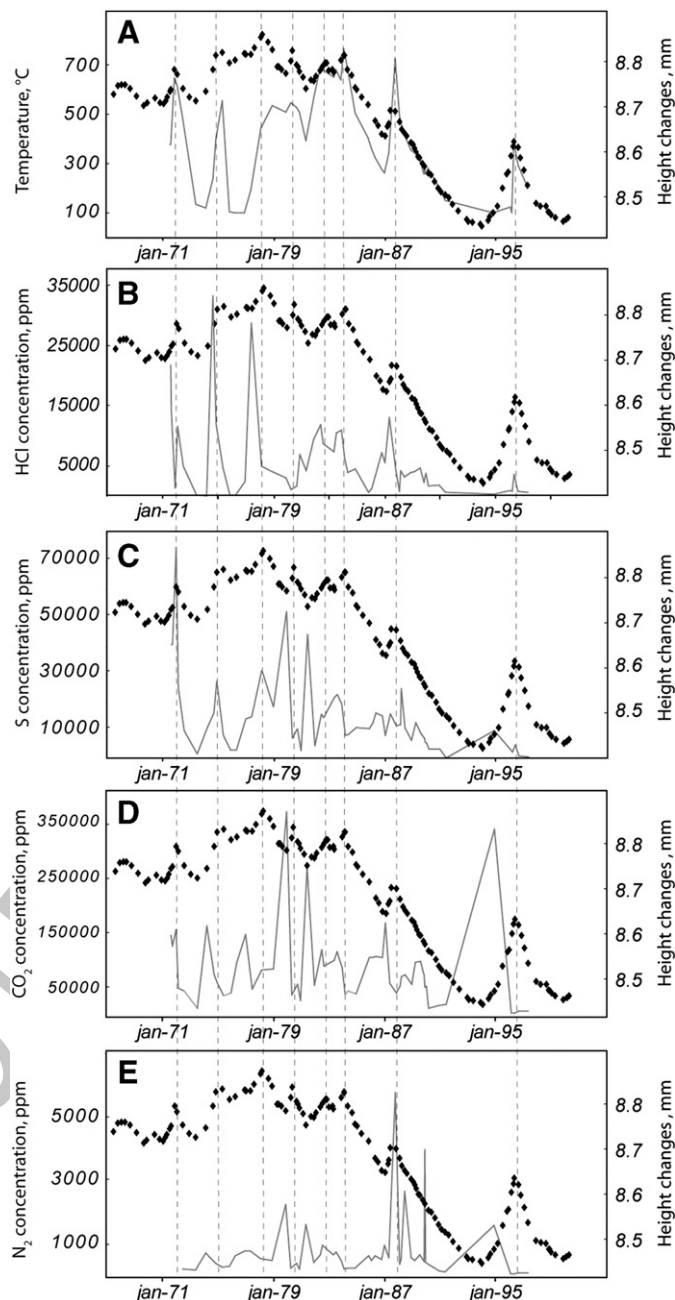 A
Temperature, °C
700
500
300
100
8.8
8.7
8.6
8.5
Height changes, mm
jan-71 jan-79 jan-87 jan-95
B
HCl concentration, ppm
35000
25000
15000
5000
8.8
8.7
8.6
8.5
Height changes, mm
jan-71 jan-79 jan-87 jan-95
C
S concentration, ppm
70000
50000
30000
10000
8.8
8.7
8.6
8.5
Height changes, mm
jan-71 jan-79 jan-87 jan-95
D
CO2 concentration, ppm
350000
250000
150000
50000
8.8
8.7
8.6
8.5
Height changes, mm
jan-71 jan-79 jan-87 jan-95
E
N2 concentration, ppm
5000
3000
1000
8.8
8.7
8.6
8.5
Height changes, mm
jan-71 jan-79 jan-87 jan-95